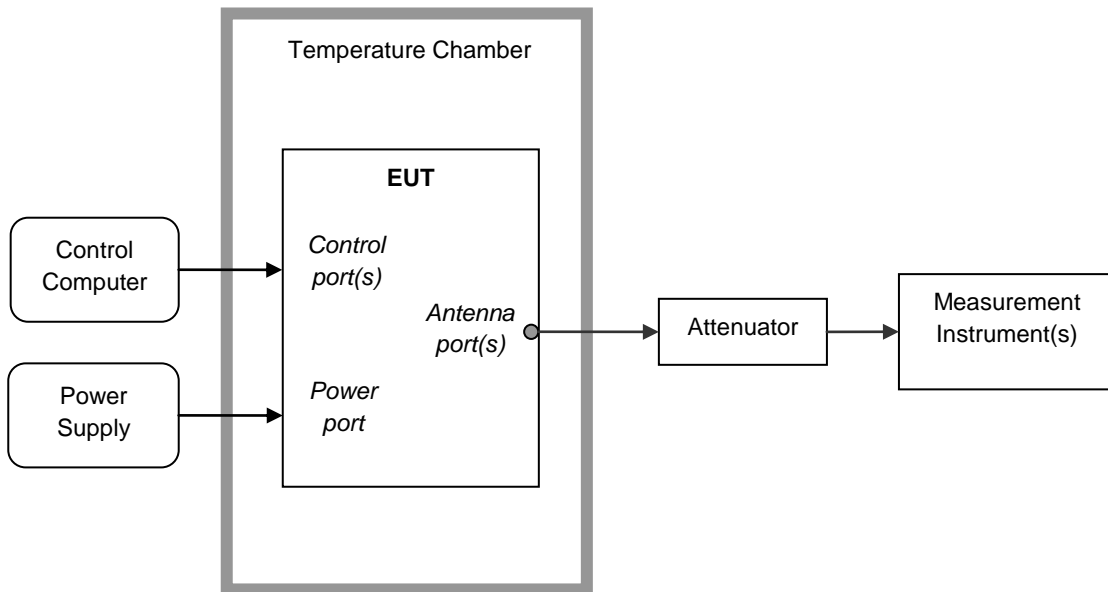 Temperature Chamber
EUT
Control
Computer
Control
port(s)
Antenna
port(s)
Attenuator
Measurement
Instrument(s)
Power
Supply
Power
port